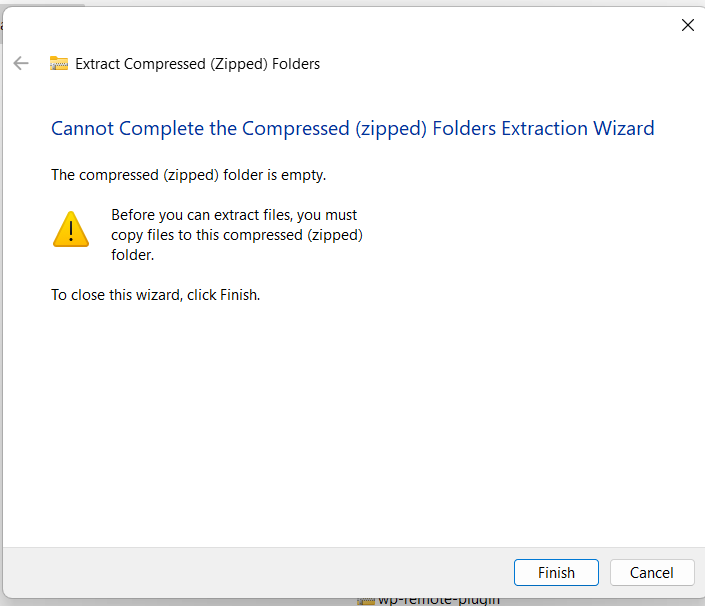 Extract Compressed (Zipped) Folders
Cannot Complete the Compressed (zipped) Folders Extraction Wizard
The compressed (zipped) folder is empty.
Before you can extract files, you must
copy files to this compressed (zipped)
folder.
To close this wizard, click Finish.
Finish
Cancel
wp-remote-plugin